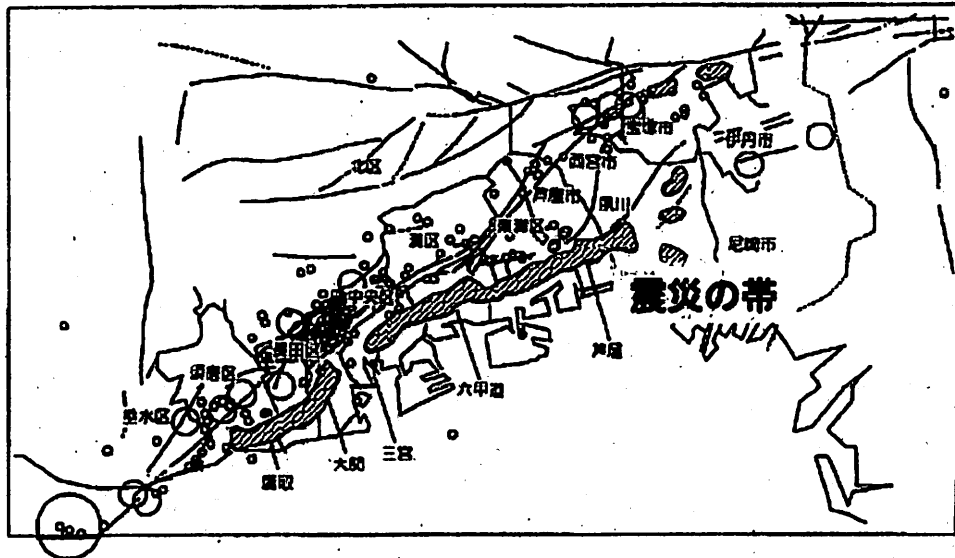 宝塚市
伊丹市
西宮市
北区
芦屋市
夙川
東灘区
灘区
尼崎市
中央区
震災の帯
長田区
芦屋
須磨区
六甲道
垂水区
三宮
大開
鷹取